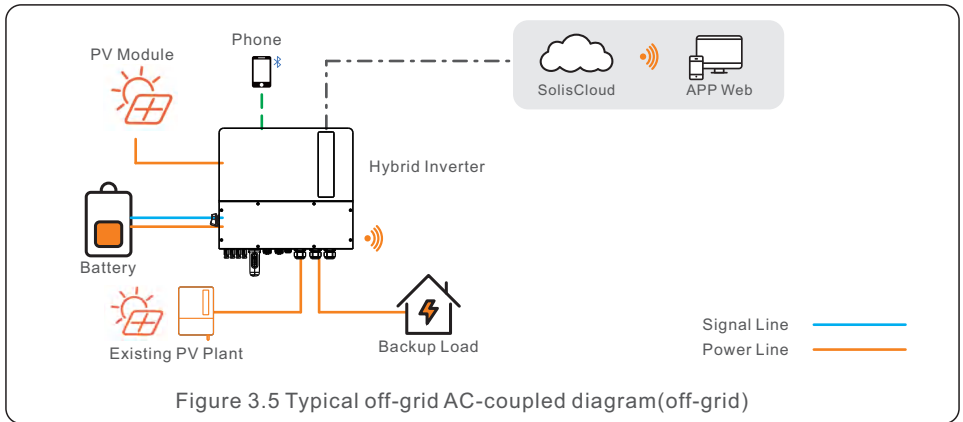 Phone
PV Module
SolisCloud
APP Web
Hybrid Inverter
Battery
Existing PV Plant
Backup Load
Signal Line
Power Line
Figure 3.5 Typical off-grid AC-coupled diagram(off-grid)